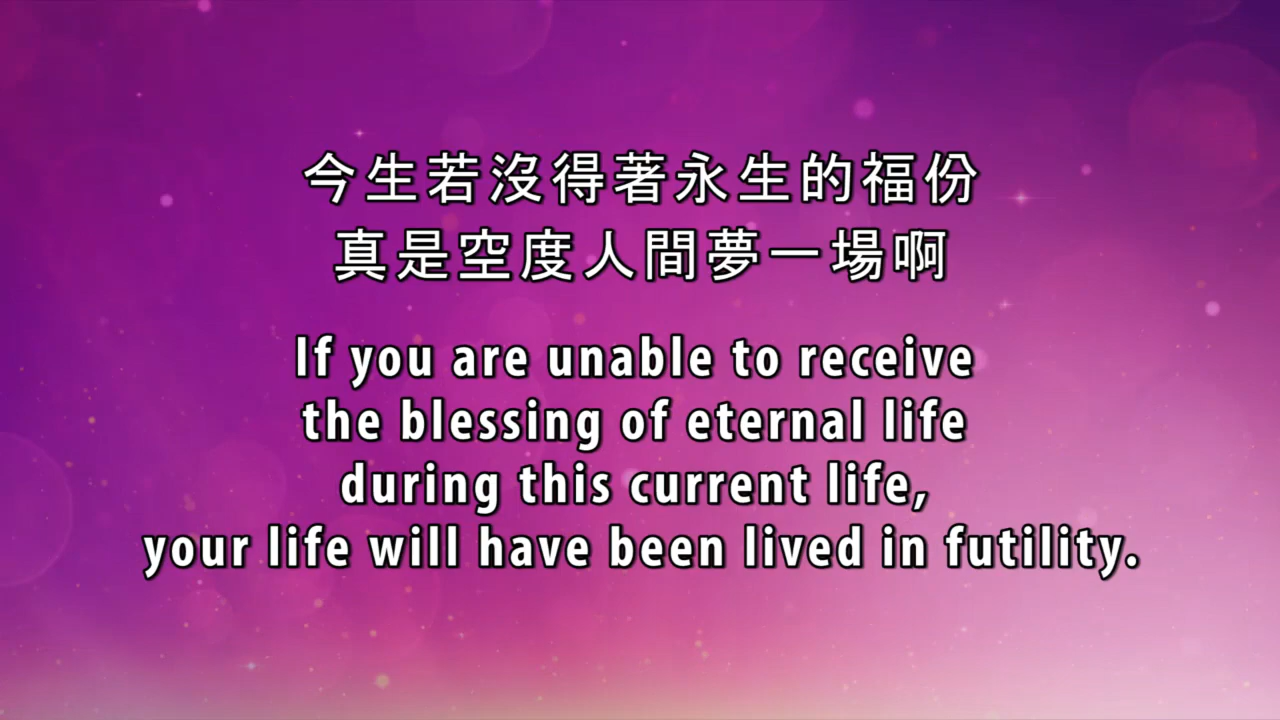 今生若沒得著永生的福份
真是空度人間夢一場啊
If you are unable to receive
the blessing of eternal life
during this current life,
your life will have been lived in futility.